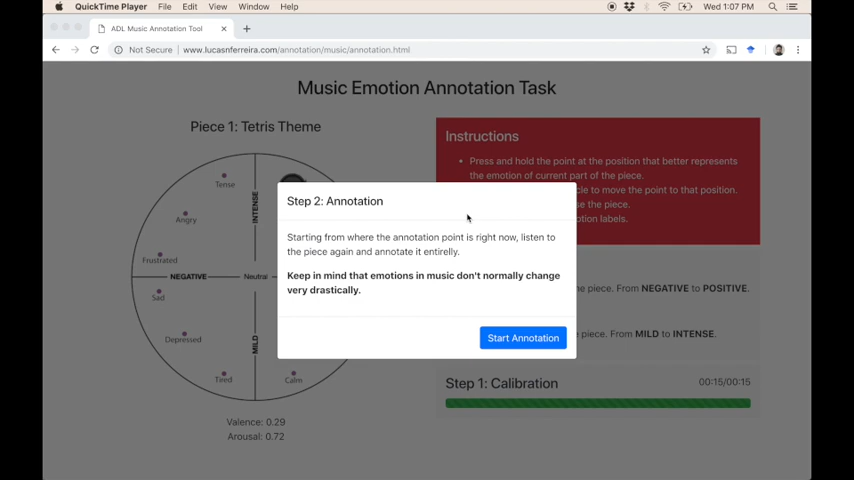 QuickTime Player File Edit View Window Help
Wed 1:07 PM
ADL Music Annotation Tool
Not Secure www.lucasnferreira.com/annotation/music/annotation.html
Music Emotion Annotation Task
Piece 1: Tetris Theme
INTENSE
Tense
Angry
Frustrated
NEGATIVE
Neutral
Sad
Depressed
MILD
Tired
Calm
Valence: 0.29
Arousal: 0.72
Instructions
Press and hold the point at the position that better represents
the emotion of current part of the piece.
to move the point to that position.
the piece.
labels.
Step 2: Annotation
Starting from where the annotation point is right now, listen to
the piece again and annotate it entirelly.
Keep in mind that emotions in music don't normally change
very drastically.
Start Annotation
piece. From NEGATIVE to POSITIVE.
piece. From MILD to INTENSE.
Step 1: Calibration
00:15/00:15